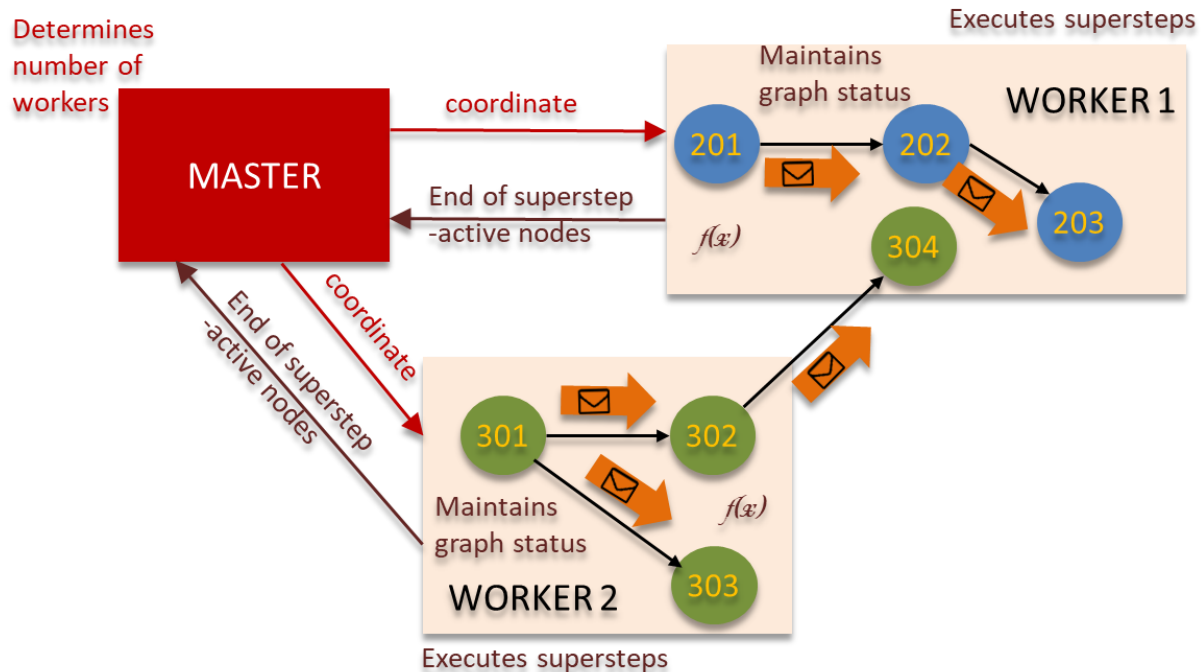 Determines
number of
workers
MASTER
coordinate
End of superstep
-active nodes
coordinate
End of superstep
-active nodes
Executes supersteps
Maintains
graph status
WORKER 1
201
202
203
f(x)
304
301
302
f(x)
Maintains
graph status
303
WORKER 2
Executes supersteps